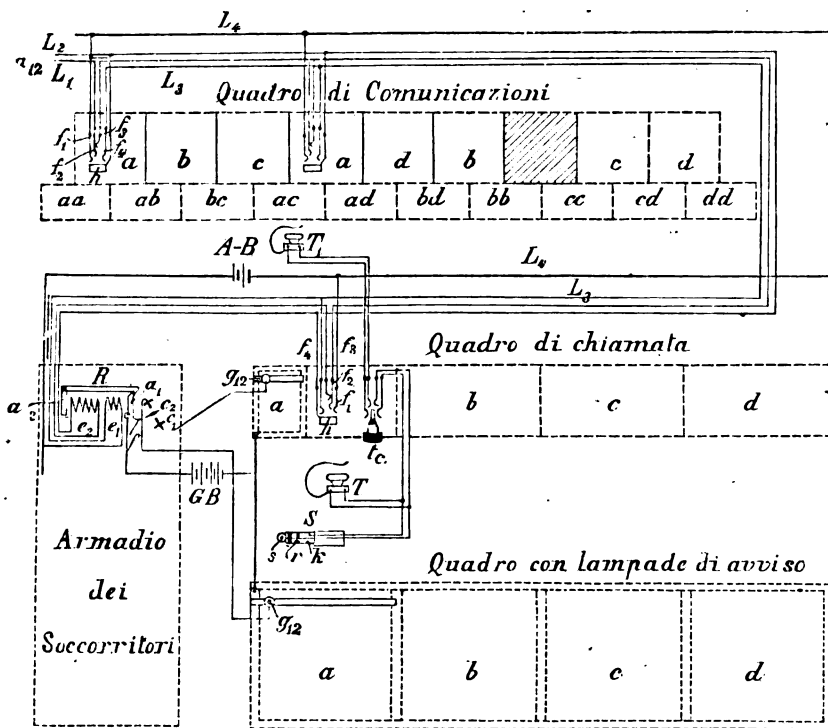 L4
L2
a12
L1 L3
Quadro di Comunicazioni
f1 f3
f2 f4
h
a b c a d b c d
aa ab bc ac ad bd bb cc cd dd
A-B T1
L4
L3
Quadro di chiamata
f4 f3
R a1 g12 f2
α c2
a2 x c1 a f1 b c d
e2 e1 h
tc.
GB T
S
s r k
Armadio
dei
Soccorritori
Quadro con lampade di avviso
g12
a b c d